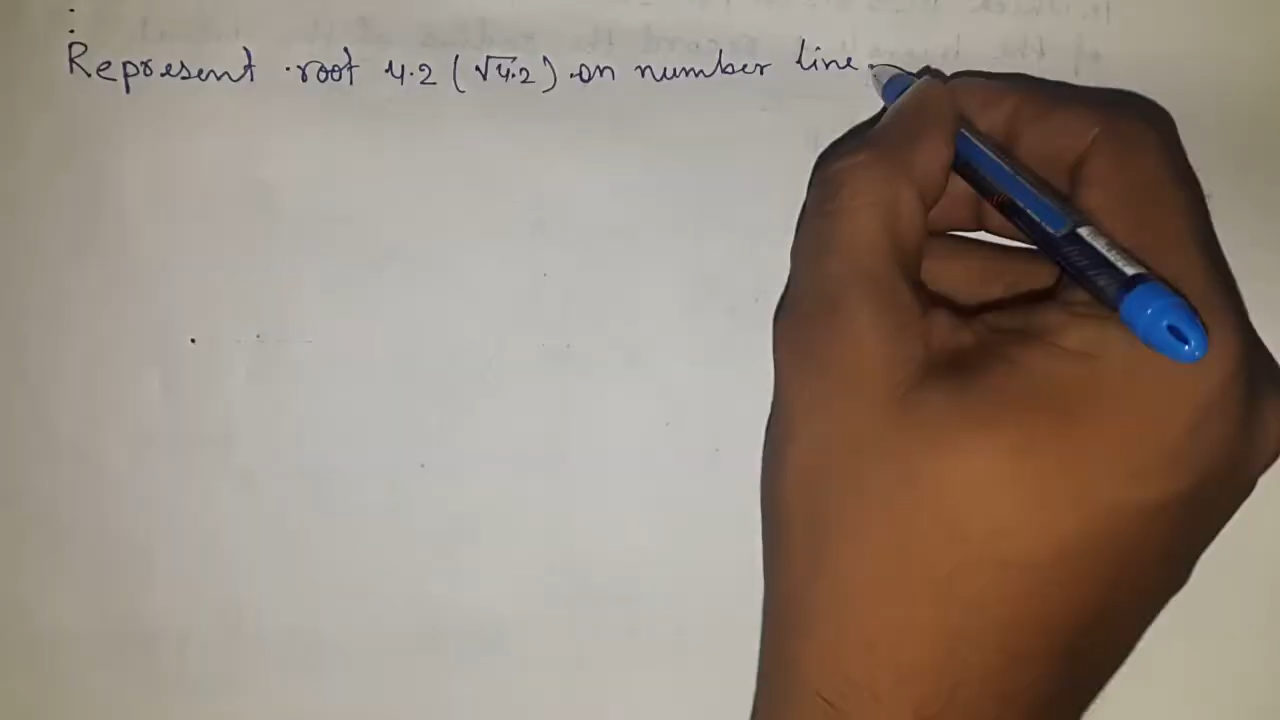 Represent root 4.2 (√4.2) on number line.